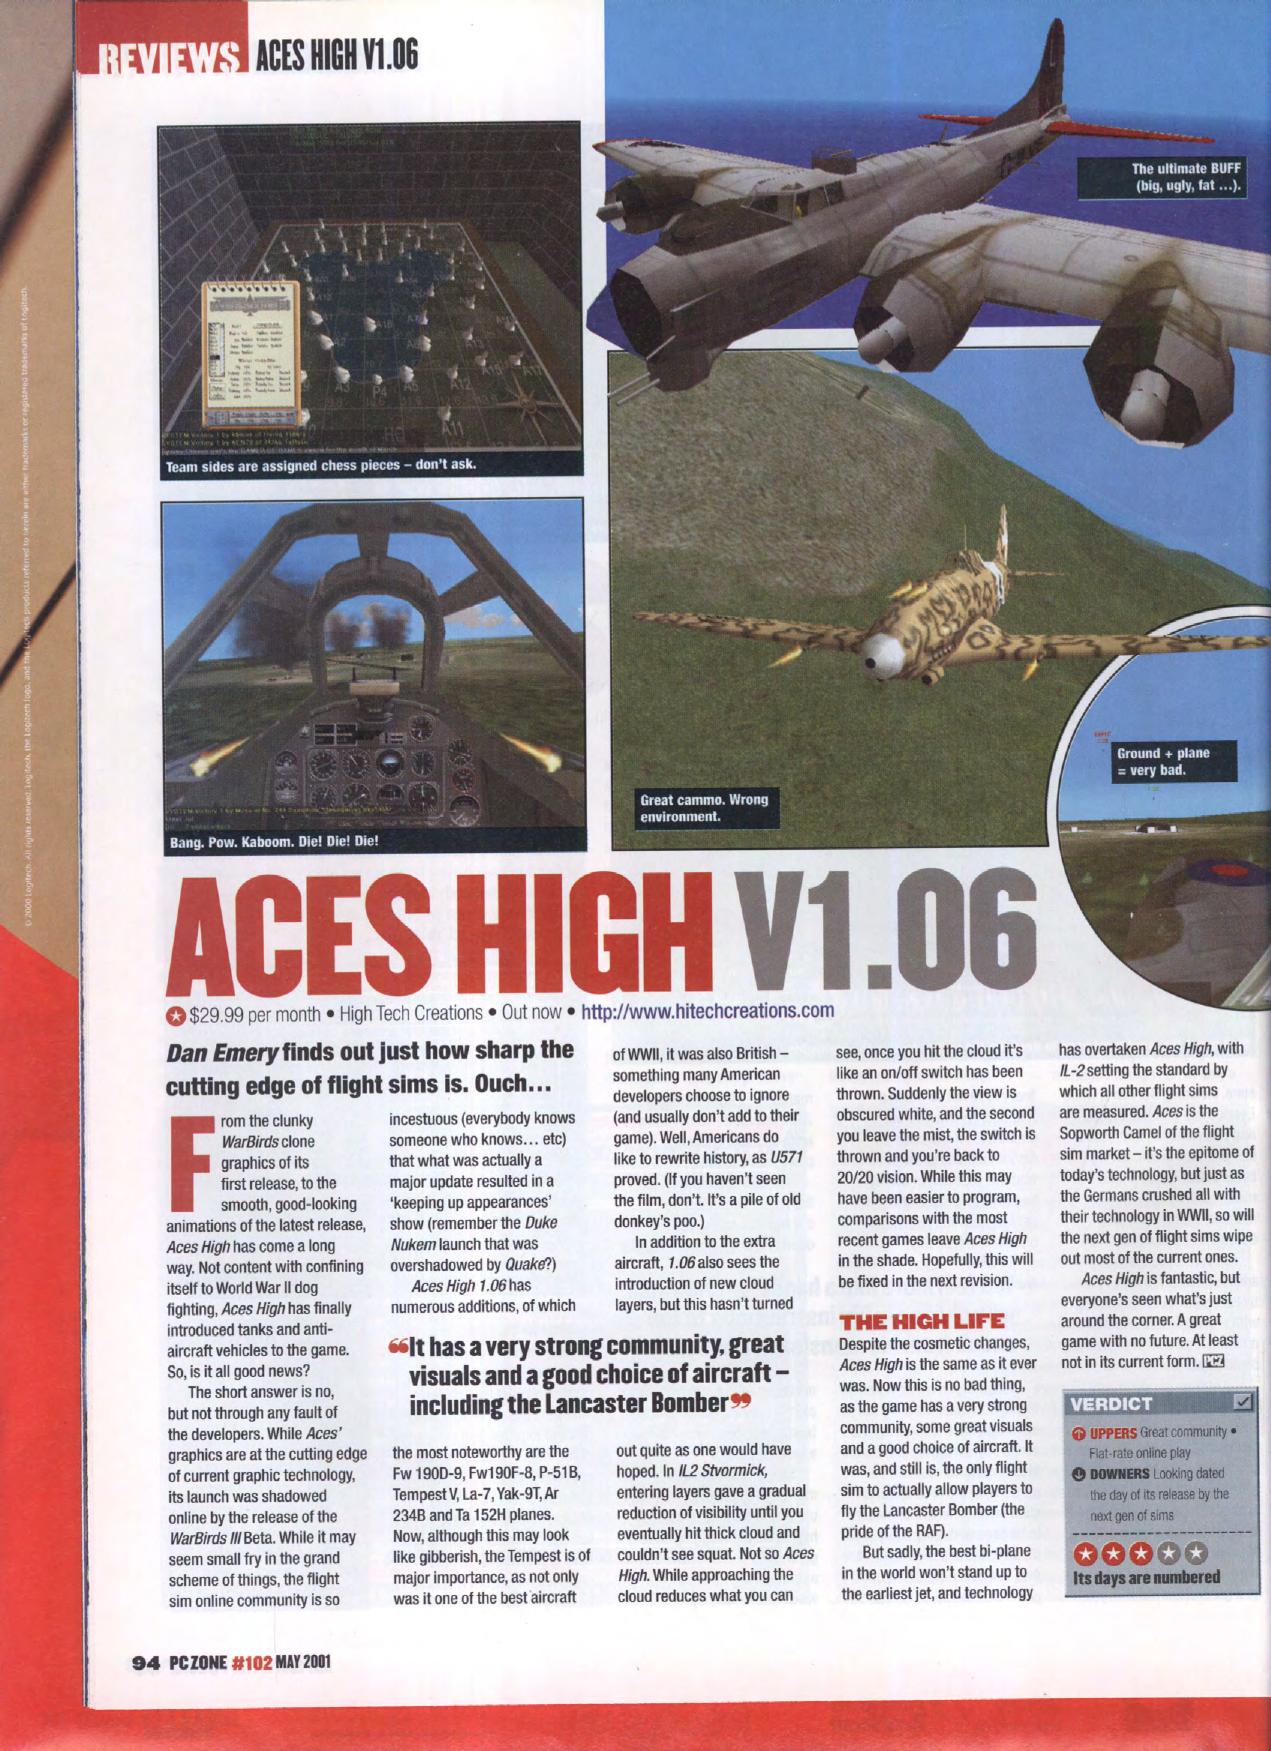 REVIEWS ACES HIGH V1.06
The ultimate BUFF
(big, ugly, fat ...).
Team sides are assigned chess pieces – don't ask.
Bang. Pow. Kaboom. Die! Die! Die!
Great cammo. Wrong
environment.
Ground + plane
= very bad.
ACES HIGH V1.06
$29.99 per month • High Tech Creations • Out now • http://www.hitechcreations.com
Dan Emery finds out just how sharp the
cutting edge of flight sims is. Ouch...
From the clunky
WarBirds clone
graphics of its
first release, to the
smooth, good-looking
animations of the latest release,
Aces High has come a long
way. Not content with confining
itself to World War II dog
fighting, Aces High has finally
introduced tanks and anti-
aircraft vehicles to the game.
So, is it all good news?
The short answer is no,
but not through any fault of
the developers. While Aces'
graphics are at the cutting edge
of current graphic technology,
its launch was shadowed
online by the release of the
WarBirds III Beta. While it may
seem small fry in the grand
scheme of things, the flight
sim online community is so
incestuous (everybody knows
someone who knows... etc)
that what was actually a
major update resulted in a
'keeping up appearances'
show (remember the Duke
Nukem launch that was
overshadowed by Quake?)
Aces High 1.06 has
numerous additions, of which
“It has a very strong community, great
visuals and a good choice of aircraft –
including the Lancaster Bomber”
the most noteworthy are the
Fw 190D-9, Fw190F-8, P-51B,
Tempest V, La-7, Yak-9T, Ar
234B and Ta 152H planes.
Now, although this may look
like gibberish, the Tempest is of
major importance, as not only
was it one of the best aircraft
of WWII, it was also British –
something many American
developers choose to ignore
(and usually don't add to their
game). Well, Americans do
like to rewrite history, as U571
proved. (If you haven't seen
the film, don't. It's a pile of old
donkey's poo.)
In addition to the extra
aircraft, 1.06 also sees the
introduction of new cloud
layers, but this hasn't turned
out quite as one would have
hoped. In IL2 Stvormick,
entering layers gave a gradual
reduction of visibility until you
eventually hit thick cloud and
couldn't see squat. Not so Aces
High. While approaching the
cloud reduces what you can
see, once you hit the cloud it's
like an on/off switch has been
thrown. Suddenly the view is
obscured white, and the second
you leave the mist, the switch is
thrown and you're back to
20/20 vision. While this may
have been easier to program,
comparisons with the most
recent games leave Aces High
in the shade. Hopefully, this will
be fixed in the next revision.
THE HIGH LIFE
Despite the cosmetic changes,
Aces High is the same as it ever
was. Now this is no bad thing,
as the game has a very strong
community, some great visuals
and a good choice of aircraft. It
was, and still is, the only flight
sim to actually allow players to
fly the Lancaster Bomber (the
pride of the RAF).
But sadly, the best bi-plane
in the world won't stand up to
the earliest jet, and technology
has overtaken Aces High, with
IL-2 setting the standard by
which all other flight sims
are measured. Aces is the
Sopworth Camel of the flight
sim market – it's the epitome of
today's technology, but just as
the Germans crushed all with
their technology in WWII, so will
the next gen of flight sims wipe
out most of the current ones.
Aces High is fantastic, but
everyone's seen what's just
around the corner. A great
game with no future. At least
not in its current form. PCZ
VERDICT
UPPERS Great community •
Flat-rate online play
DOWNERS Looking dated
the day of its release by the
next gen of sims
Its days are numbered
94 PCZONE #102 MAY 2001
© 2000 Logitech. All rights reserved. Logitech, the Logitech logo, and the Logitech products referred to herein are either trademarks or registered trademarks of Logitech.